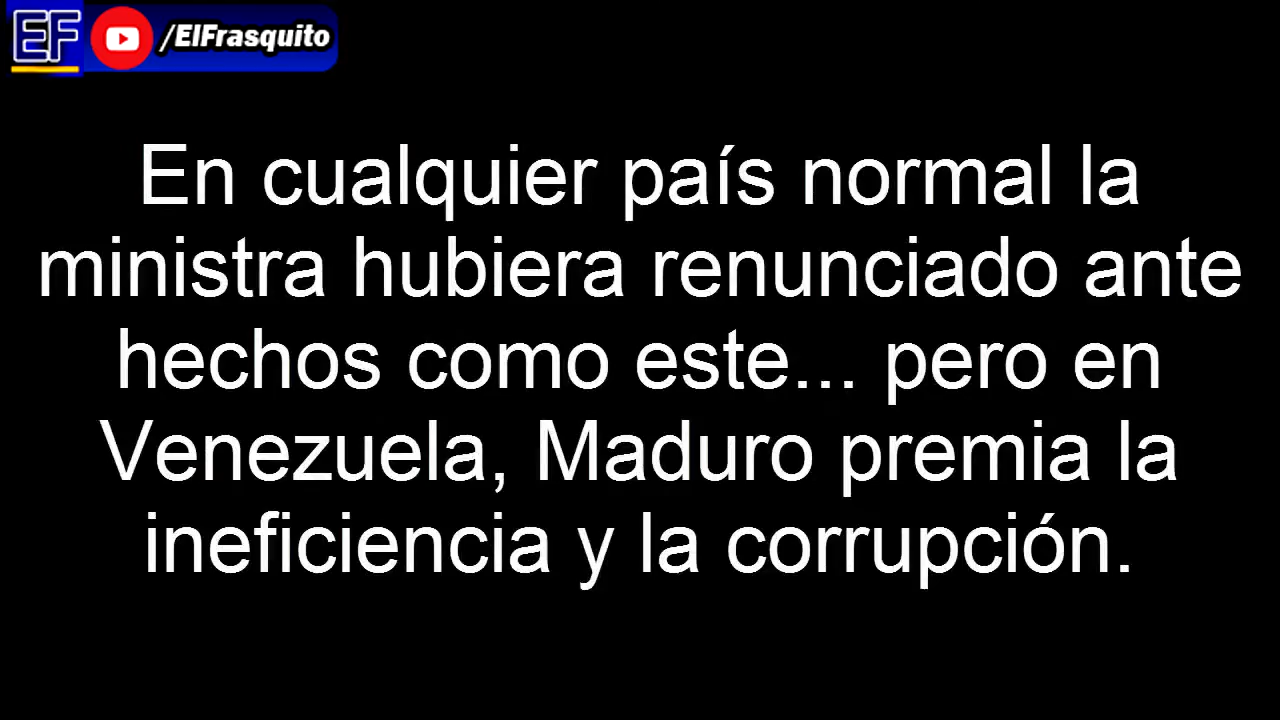 EF /ElFrasquito
En cualquier país normal la
ministra hubiera renunciado ante
hechos como este... pero en
Venezuela, Maduro premia la
ineficiencia y la corrupción.